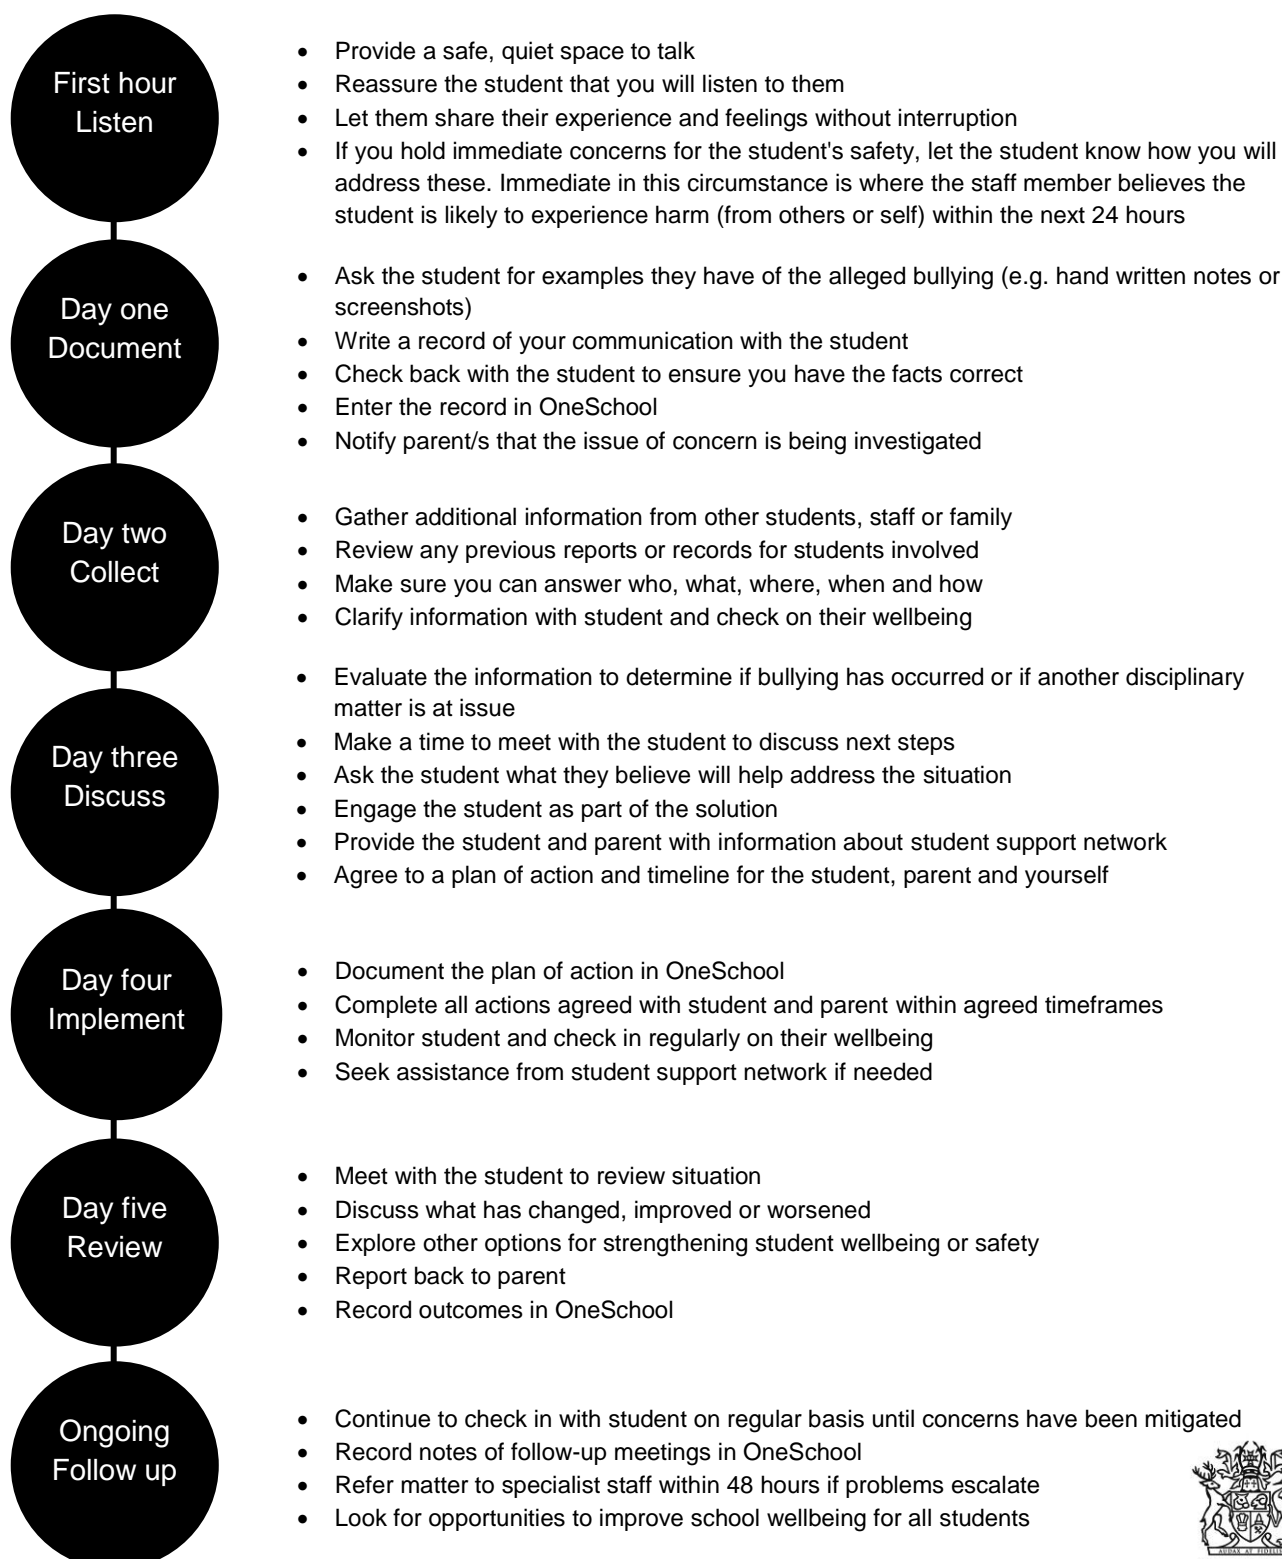 First hour
Listen
• Provide a safe, quiet space to talk
• Reassure the student that you will listen to them
• Let them share their experience and feelings without interruption
• If you hold immediate concerns for the student's safety, let the student know how you will
address these. Immediate in this circumstance is where the staff member believes the
student is likely to experience harm (from others or self) within the next 24 hours
Day one
Document
• Ask the student for examples they have of the alleged bullying (e.g. hand written notes or
screenshots)
• Write a record of your communication with the student
• Check back with the student to ensure you have the facts correct
• Enter the record in OneSchool
• Notify parent/s that the issue of concern is being investigated
Day two
Collect
• Gather additional information from other students, staff or family
• Review any previous reports or records for students involved
• Make sure you can answer who, what, where, when and how
• Clarify information with student and check on their wellbeing
Day three
Discuss
• Evaluate the information to determine if bullying has occurred or if another disciplinary
matter is at issue
• Make a time to meet with the student to discuss next steps
• Ask the student what they believe will help address the situation
• Engage the student as part of the solution
• Provide the student and parent with information about student support network
• Agree to a plan of action and timeline for the student, parent and yourself
Day four
Implement
• Document the plan of action in OneSchool
• Complete all actions agreed with student and parent within agreed timeframes
• Monitor student and check in regularly on their wellbeing
• Seek assistance from student support network if needed
Day five
Review
• Meet with the student to review situation
• Discuss what has changed, improved or worsened
• Explore other options for strengthening student wellbeing or safety
• Report back to parent
• Record outcomes in OneSchool
Ongoing
Follow up
• Continue to check in with student on regular basis until concerns have been mitigated
• Record notes of follow-up meetings in OneSchool
• Refer matter to specialist staff within 48 hours if problems escalate
• Look for opportunities to improve school wellbeing for all students
AUDAX AT